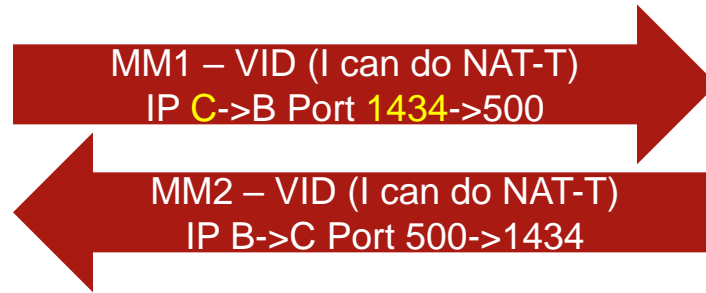 MM1 – VID (I can do NAT-T)
IP C->B Port 1434->500
MM2 – VID (I can do NAT-T)
IP B->C Port 500->1434